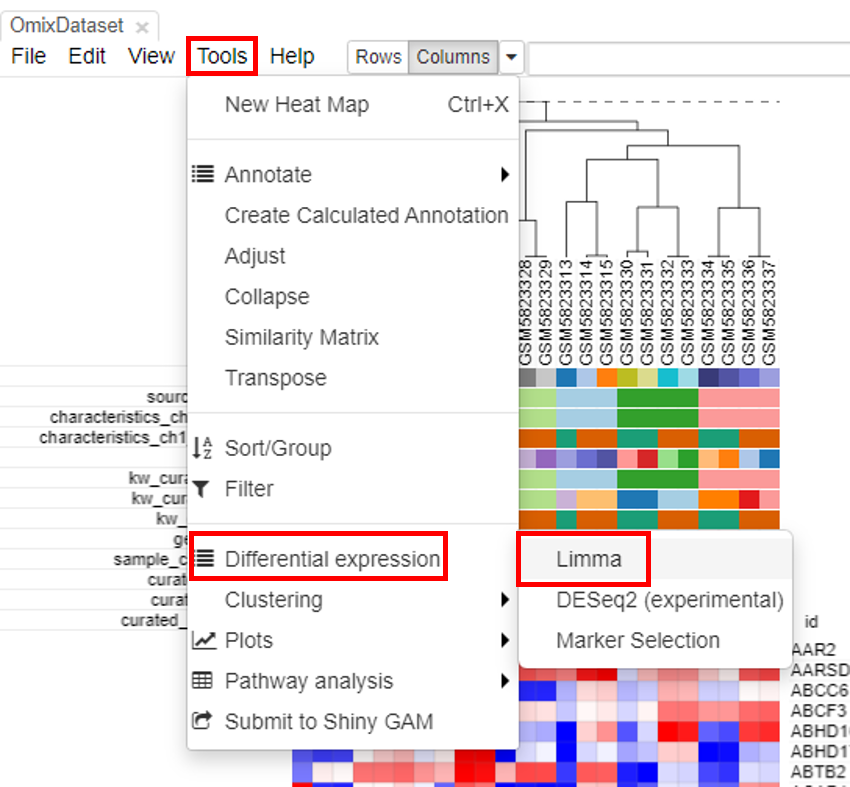 OmixDataset ×
File Edit View Tools Help Rows Columns
New Heat Map Ctrl+X
Annotate
Create Calculated Annotation
Adjust
Collapse
Similarity Matrix
Transpose
Sort/Group
Filter
Differential expression
Clustering
Plots
Pathway analysis
Submit to Shiny GAM
Limma
DESeq2 (experimental)
Marker Selection
GSM5823328
GSM5823329
GSM5823313
GSM5823314
GSM5823315
GSM5823330
GSM5823331
GSM5823332
GSM5823333
GSM5823334
GSM5823335
GSM5823336
GSM5823337
sourc
characteristics_ch
characteristics_ch1
kw_cura
kw_cur
kw_
ge
sample_c
curat
curat
curated_
id
AAR2
AARSD
ABCC6
ABCF3
ABHD1
ABHD1
ABTB2